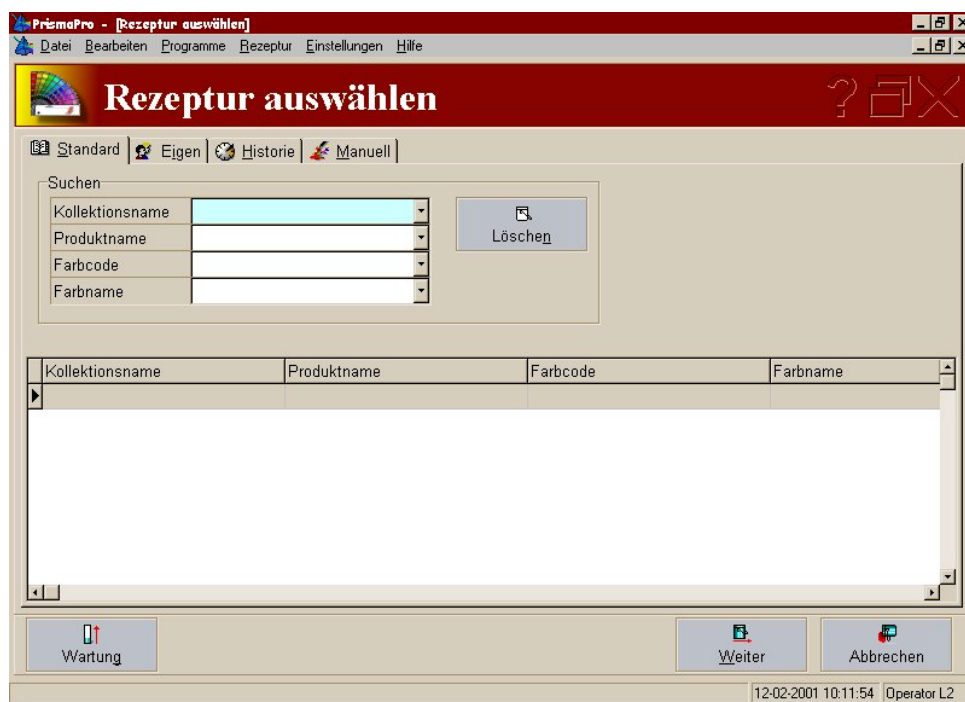 PrismaPro - [Rezeptur auswählen]
Datei Bearbeiten Programme Rezeptur Einstellungen Hilfe
Rezeptur auswählen
Standard Eigen Historie Manuell
Suchen
Kollektionsname
Produktname
Farbcode
Farbname
Löschen
Kollektionsname Produktname Farbcode Farbname
Wartung Weiter Abbrechen
12-02-2001 10:11:54 Operator L2